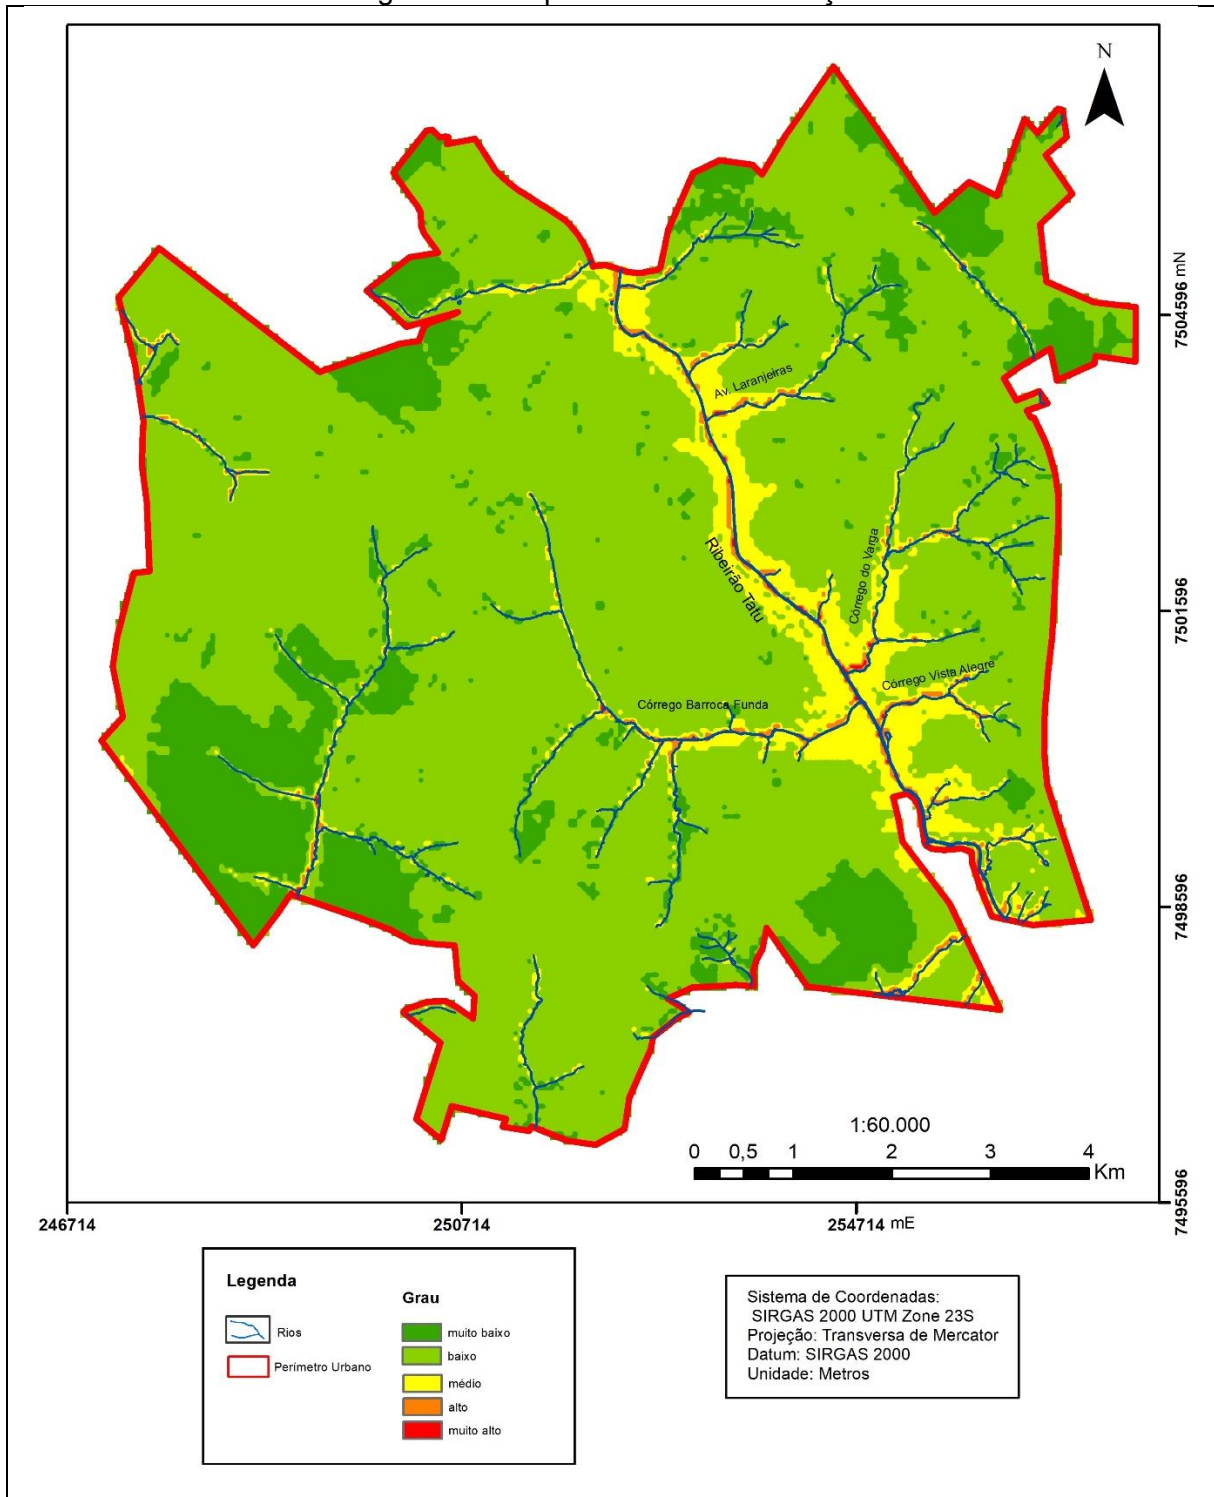 N
7504596 mN
Av. Laranjeiras
Ribeirão Tatu
Córrego do Varga
7501596
Córrego Vista Alegre
Córrego Barroca Funda
7498596
1:60.000
0 0,5 1 2 3 4
Km
7495596
246714 250714 254714 mE
Legenda
Rios
Perímetro Urbano
Grau
muito baixo
baixo
médio
alto
muito alto
Sistema de Coordenadas:
SIRGAS 2000 UTM Zone 23S
Projeção: Transversa de Mercator
Datum: SIRGAS 2000
Unidade: Metros